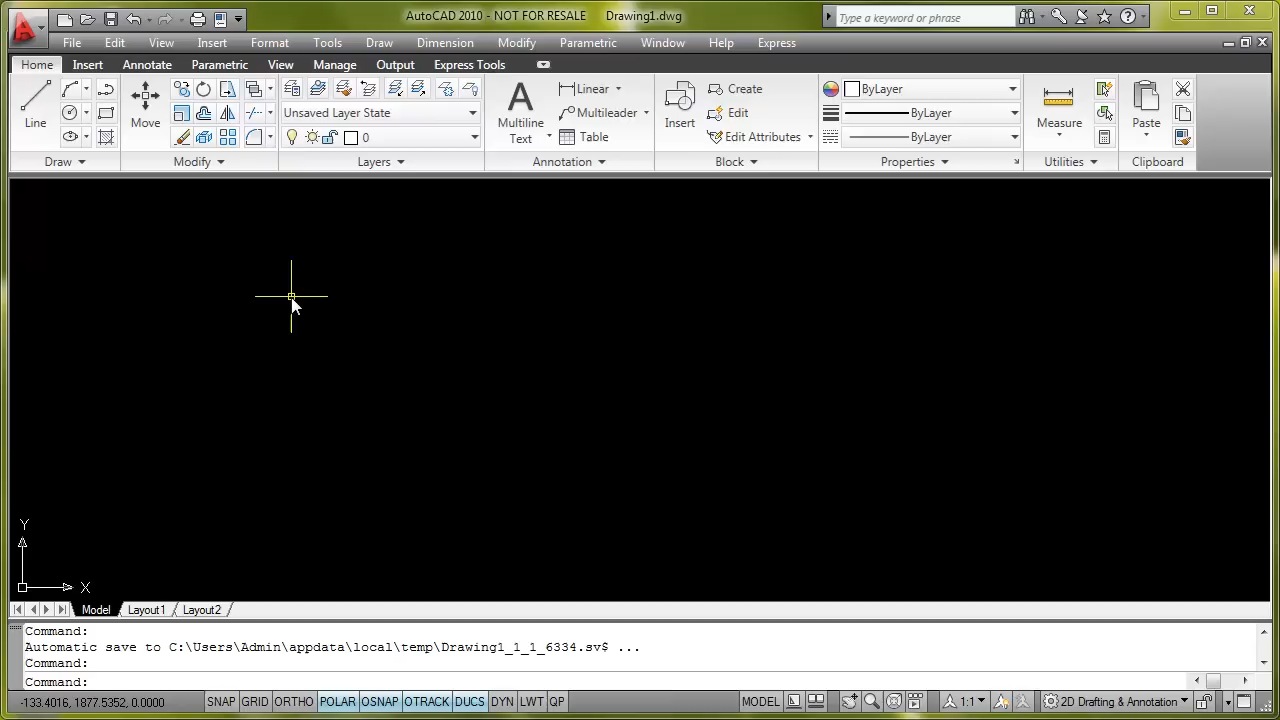 AutoCAD 2010 - NOT FOR RESALE Drawing1.dwg
Type a keyword or phrase
File Edit View Insert Format Tools Draw Dimension Modify Parametric Window Help Express
Home Insert Annotate Parametric View Manage Output Express Tools
Line
Draw
Move
Modify
Unsaved Layer State
0
Layers
A
Multiline
Text
Linear
Multileader
Table
Annotation
Insert
Create
Edit
Edit Attributes
Block
ByLayer
ByLayer
ByLayer
Properties
Measure
Utilities
Paste
Clipboard
Y
X
Model Layout1 Layout2
Command:
Automatic save to C:\Users\Admin\appdata\local\temp\Drawing1_1_1_6334.sv$ ...
Command:
Command:
-133.4016, 1877.5352, 0.0000 SNAP GRID ORTHO POLAR OSNAP OTRACK DUCS DYN LWT QP MODEL 1:1 2D Drafting & Annotation